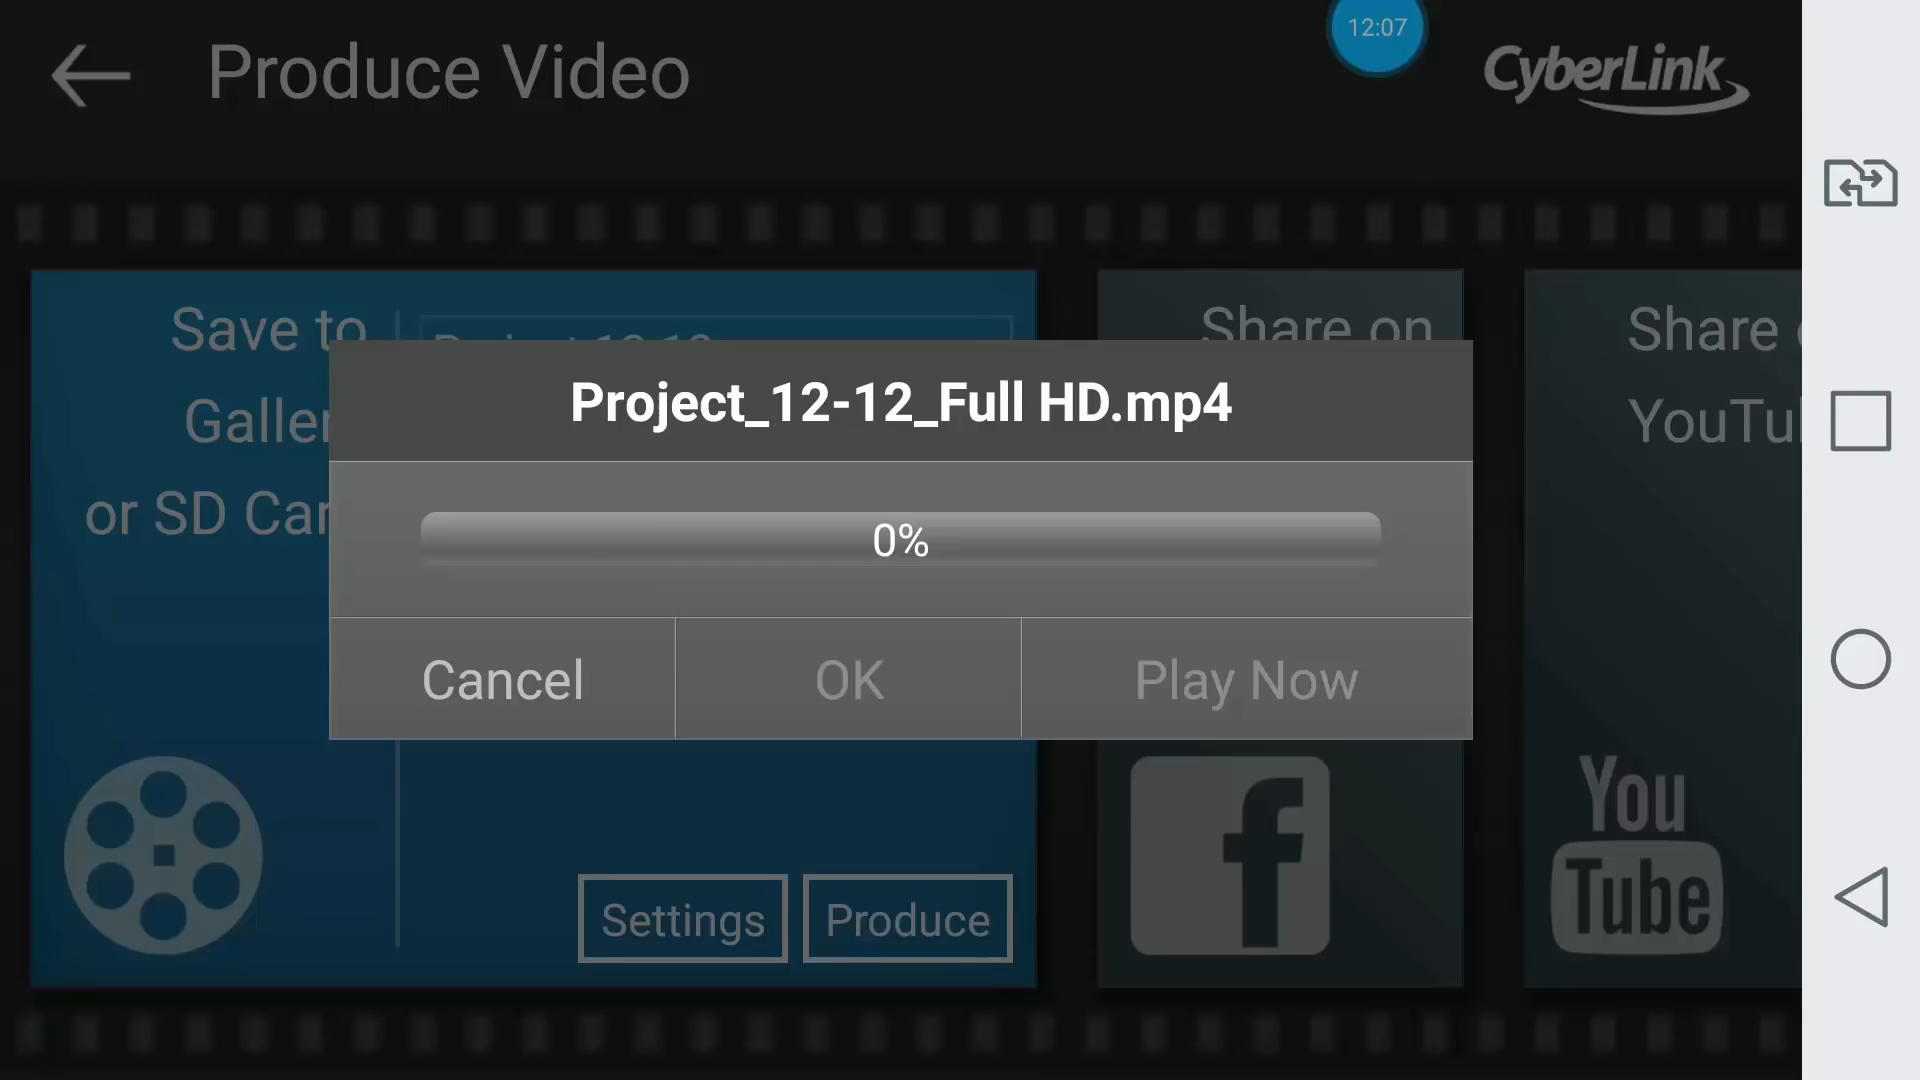 Produce Video
12:07
CyberLink
Save to
Share on
Share
Project_12-12_Full HD.mp4
YouTu
or SD Car
0%
Cancel
OK
Play Now
Settings
Produce
You
Tube